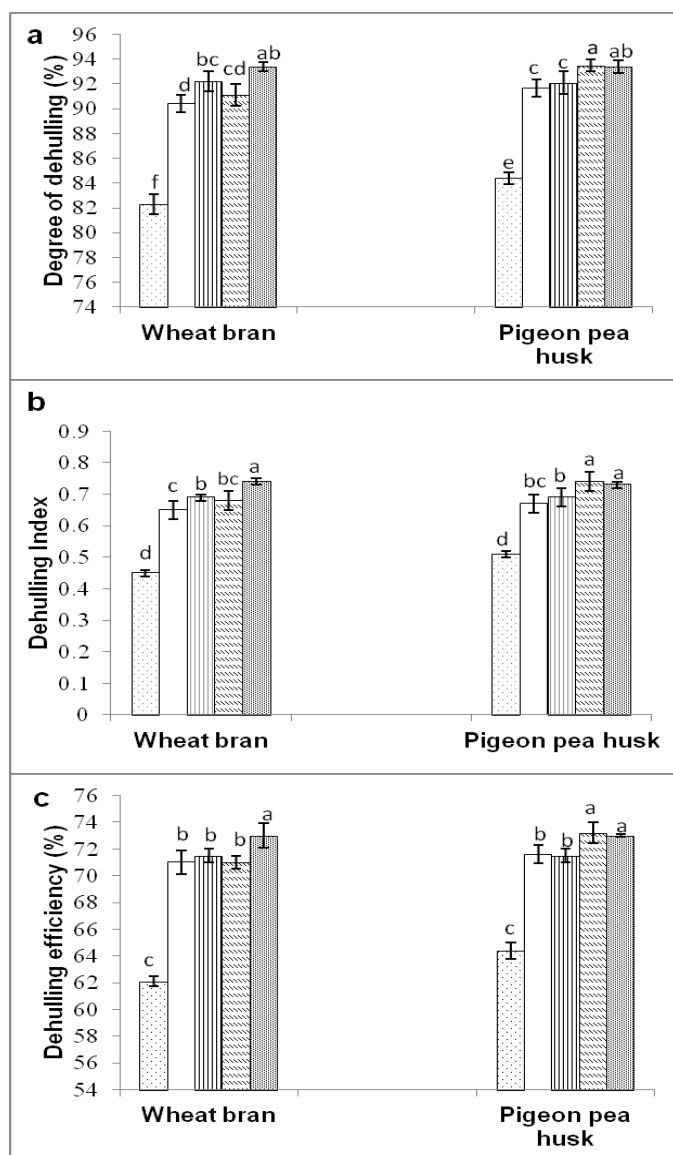 a
Degree of dehulling (%)
96
94
92
90
88
86
84
82
80
78
76
74
f
d
bc
cd
ab
e
c
c
a
ab
Wheat bran
Pigeon pea
husk
b
Dehulling Index
0.9
0.8
0.7
0.6
0.5
0.4
0.3
0.2
0.1
0
d
c
b
bc
a
d
bc
b
a
a
Wheat bran
Pigeon pea husk
c
Dehulling efficiency (%)
76
74
72
70
68
66
64
62
60
58
56
54
c
b
b
b
a
c
b
b
a
a
Wheat bran
Pigeon pea
husk